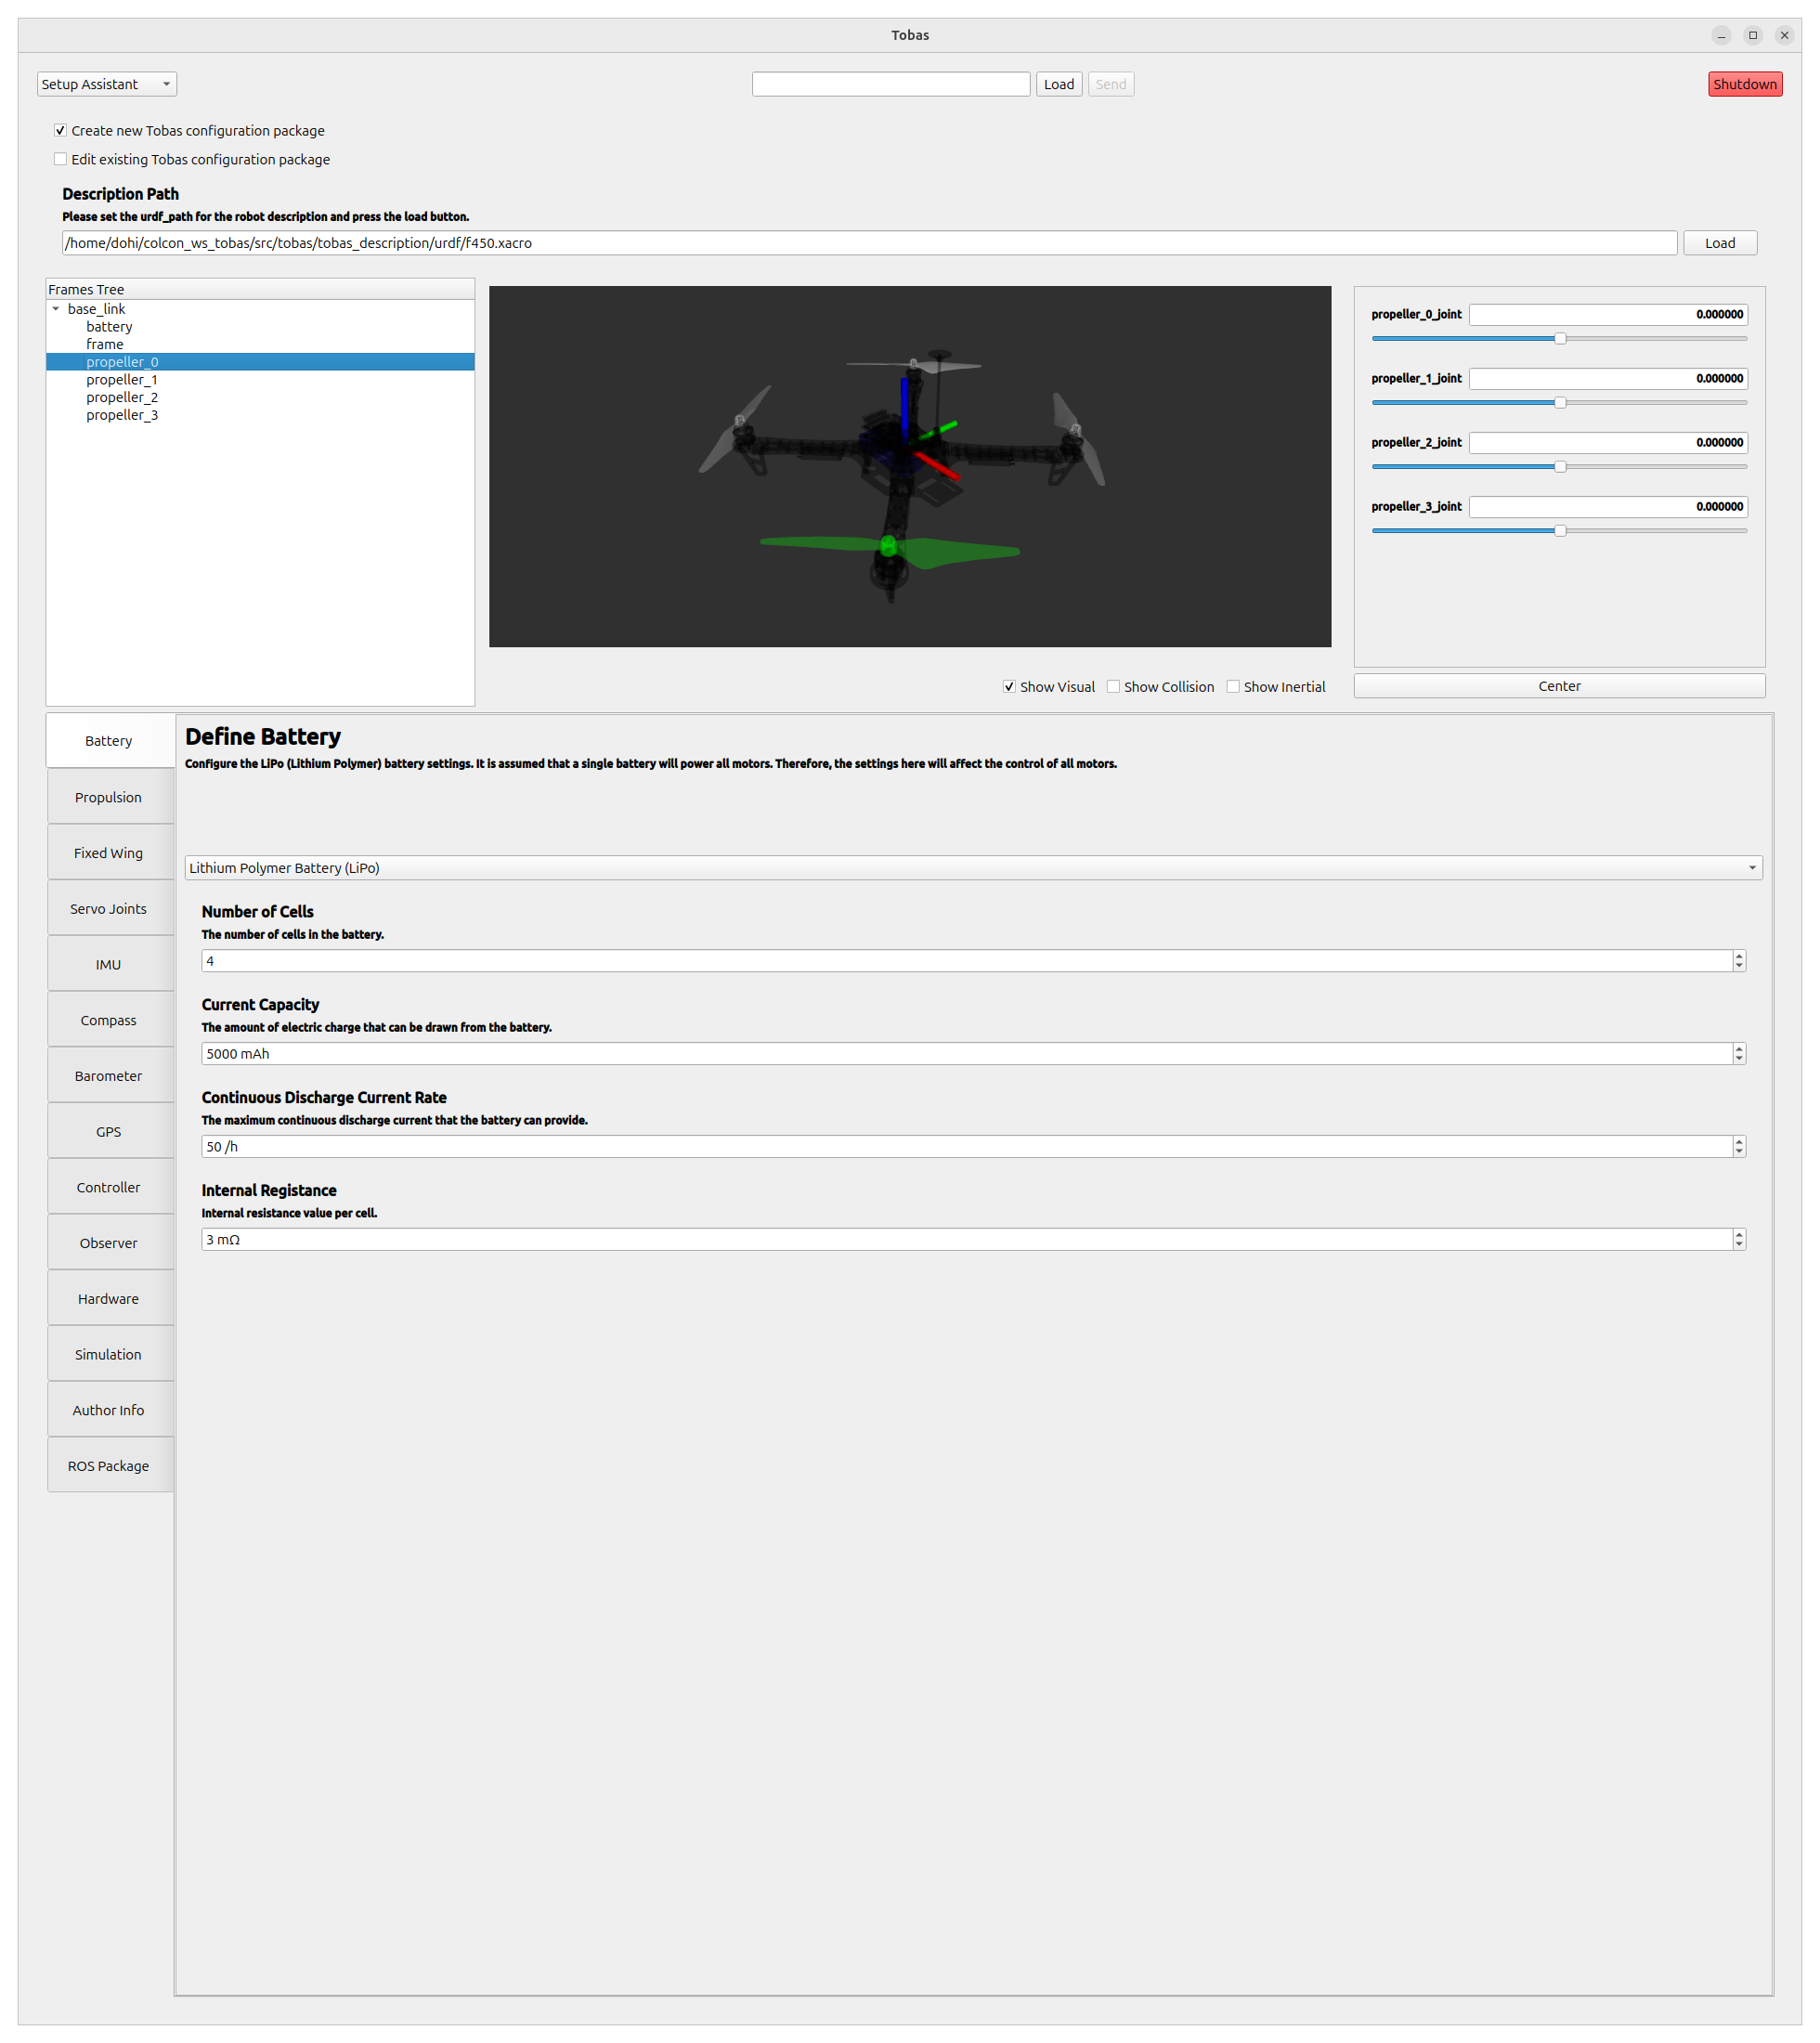 Tobas
Setup Assistant
Load
Send
Shutdown
Create new Tobas configuration package
Edit existing Tobas configuration package
Description Path
Please set the urdf_path for the robot description and press the load button.
/home/dohi/colcon_ws_tobas/src/tobas/tobas_description/urdf/f450.xacro
Load
Frames Tree
base_link
battery
frame
propeller_0
propeller_1
propeller_2
propeller_3
propeller_0_joint 0.000000
propeller_1_joint 0.000000
propeller_2_joint 0.000000
propeller_3_joint 0.000000
Show Visual
Show Collision
Show Inertial
Center
Battery
Propulsion
Fixed Wing
Servo Joints
IMU
Compass
Barometer
GPS
Controller
Observer
Hardware
Simulation
Author Info
ROS Package
Define Battery
Configure the LiPo (Lithium Polymer) battery settings. It is assumed that a single battery will power all motors. Therefore, the settings here will affect the control of all motors.
Lithium Polymer Battery (LiPo)
Number of Cells
The number of cells in the battery.
4
Current Capacity
The amount of electric charge that can be drawn from the battery.
5000 mAh
Continuous Discharge Current Rate
The maximum continuous discharge current that the battery can provide.
50 /h
Internal Registance
Internal resistance value per cell.
3 mΩ